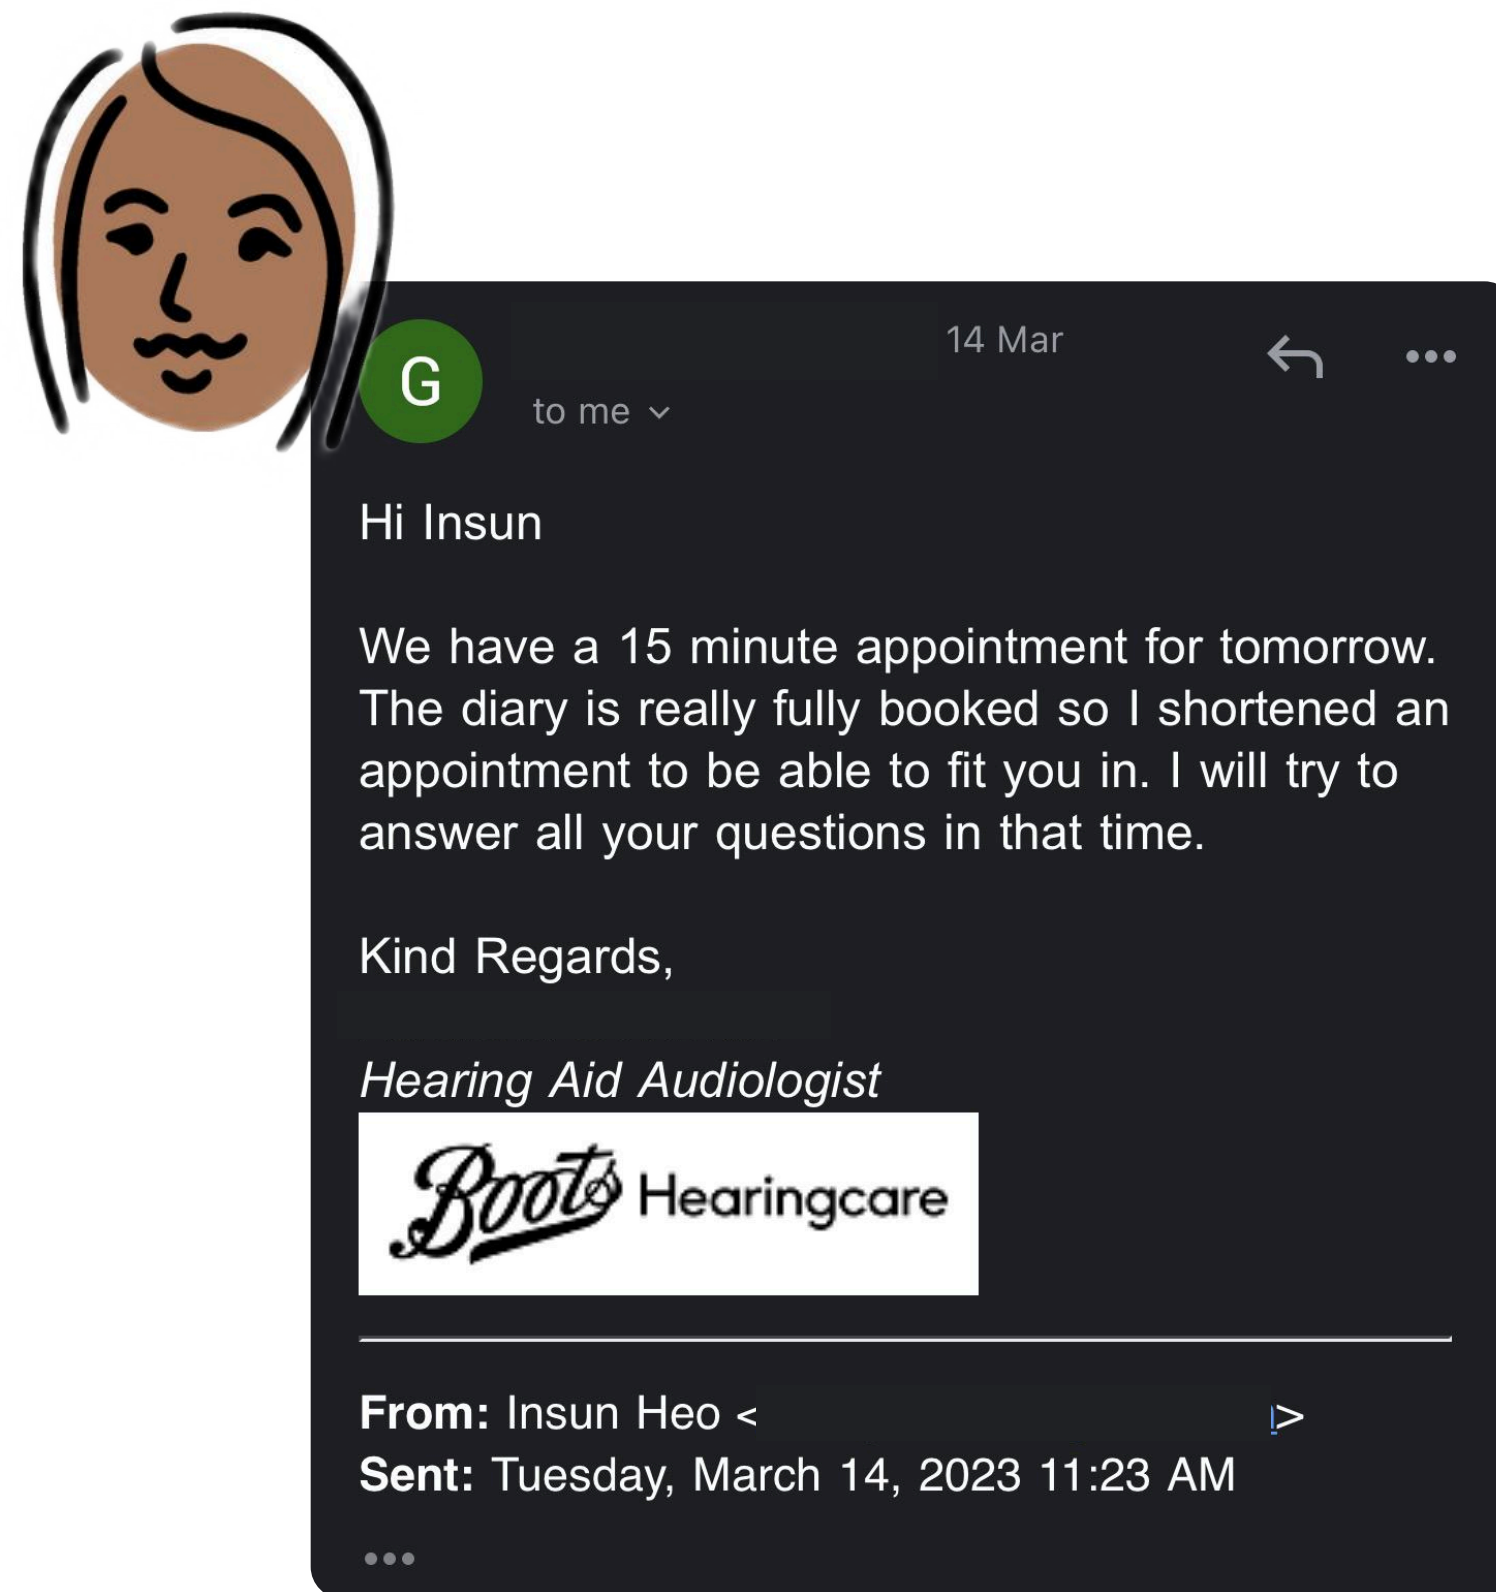 G
14 Mar
to me
Hi Insun
We have a 15 minute appointment for tomorrow.
The diary is really fully booked so I shortened an
appointment to be able to fit you in. I will try to
answer all your questions in that time.
Kind Regards,
Hearing Aid Audiologist
Boots Hearingcare
From: Insun Heo < >
Sent: Tuesday, March 14, 2023 11:23 AM